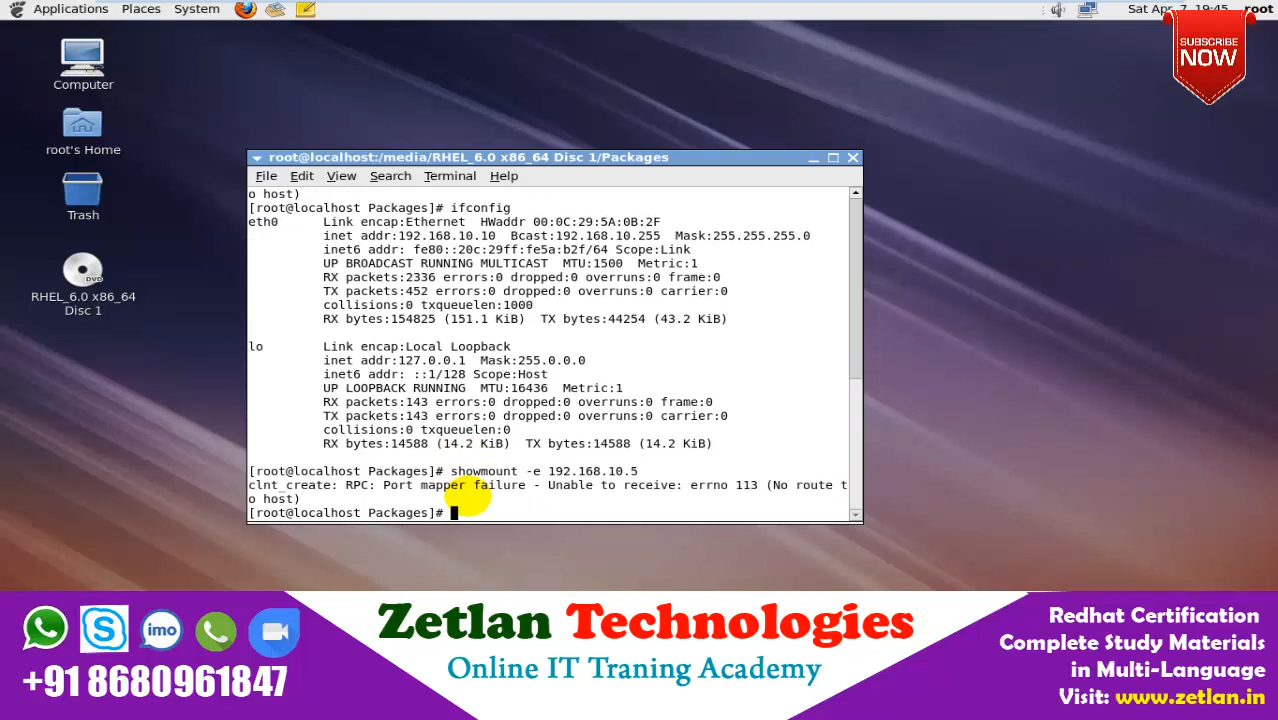 Applications Places System
Sat Apr 7, 19:45 root
SUBSCRIBE
NOW
Computer
root's Home
Trash
RHEL_6.0 x86_64
Disc 1
root@localhost:/media/RHEL_6.0 x86_64 Disc 1/Packages
File Edit View Search Terminal Help
o host)
[root@localhost Packages]# ifconfig
eth0 Link encap:Ethernet HWaddr 00:0C:29:5A:0B:2F
inet addr:192.168.10.10 Bcast:192.168.10.255 Mask:255.255.255.0
inet6 addr: fe80::20c:29ff:fe5a:b2f/64 Scope:Link
UP BROADCAST RUNNING MULTICAST MTU:1500 Metric:1
RX packets:2336 errors:0 dropped:0 overruns:0 frame:0
TX packets:452 errors:0 dropped:0 overruns:0 carrier:0
collisions:0 txqueuelen:1000
RX bytes:154825 (151.1 KiB) TX bytes:44254 (43.2 KiB)
lo Link encap:Local Loopback
inet addr:127.0.0.1 Mask:255.0.0.0
inet6 addr: ::1/128 Scope:Host
UP LOOPBACK RUNNING MTU:16436 Metric:1
RX packets:143 errors:0 dropped:0 overruns:0 frame:0
TX packets:143 errors:0 dropped:0 overruns:0 carrier:0
collisions:0 txqueuelen:0
RX bytes:14588 (14.2 KiB) TX bytes:14588 (14.2 KiB)
[root@localhost Packages]# showmount -e 192.168.10.5
clnt_create: RPC: Port mapper failure - Unable to receive: errno 113 (No route t
o host)
[root@localhost Packages]#
imo
+91 8680961847
Zetlan Technologies
Online IT Traning Academy
Redhat Certification
Complete Study Materials
in Multi-Language
Visit: www.zetlan.in